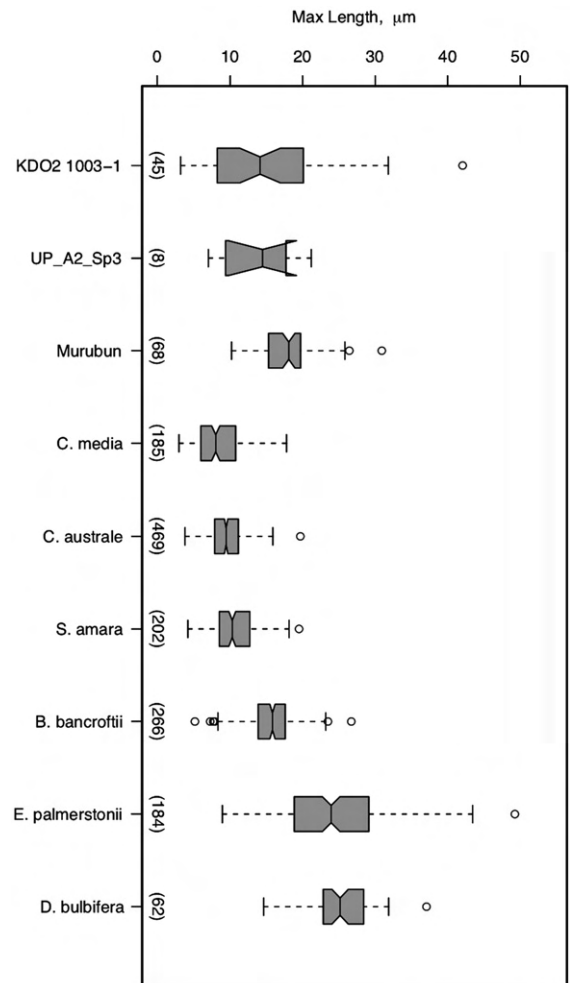 Max Length, µm
0 10 20 30 40 50
KDO2 1003−1 (45)
UP_A2_Sp3 (8)
Murubun (68)
C. media (185)
C. australe (469)
S. amara (202)
B. bancroftii (266)
E. palmerstonii (184)
D. bulbifera (62)